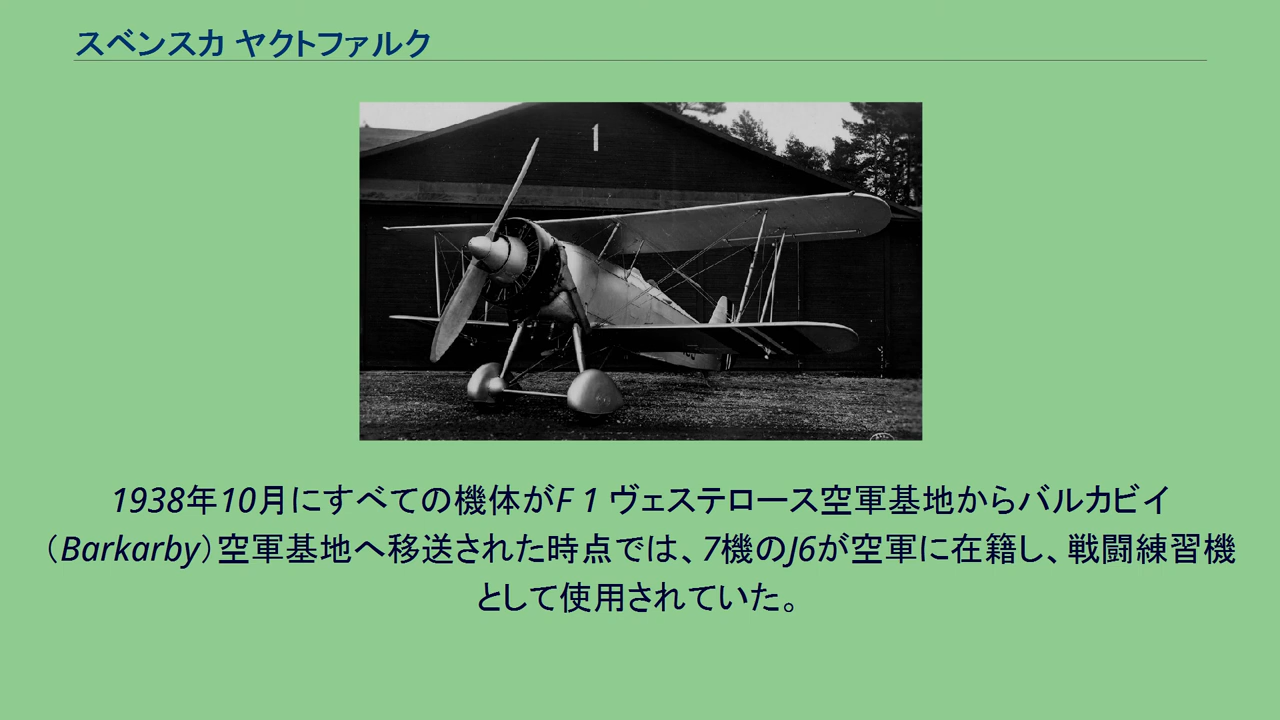 スベンスカ ヤクトファルク
1
1938年10月にすべての機体がF 1 ヴェステロース空軍基地からバルカビイ
（Barkarby）空軍基地へ移送された時点では、7機のJ6が空軍に在籍し、戦闘練習機
として使用されていた。